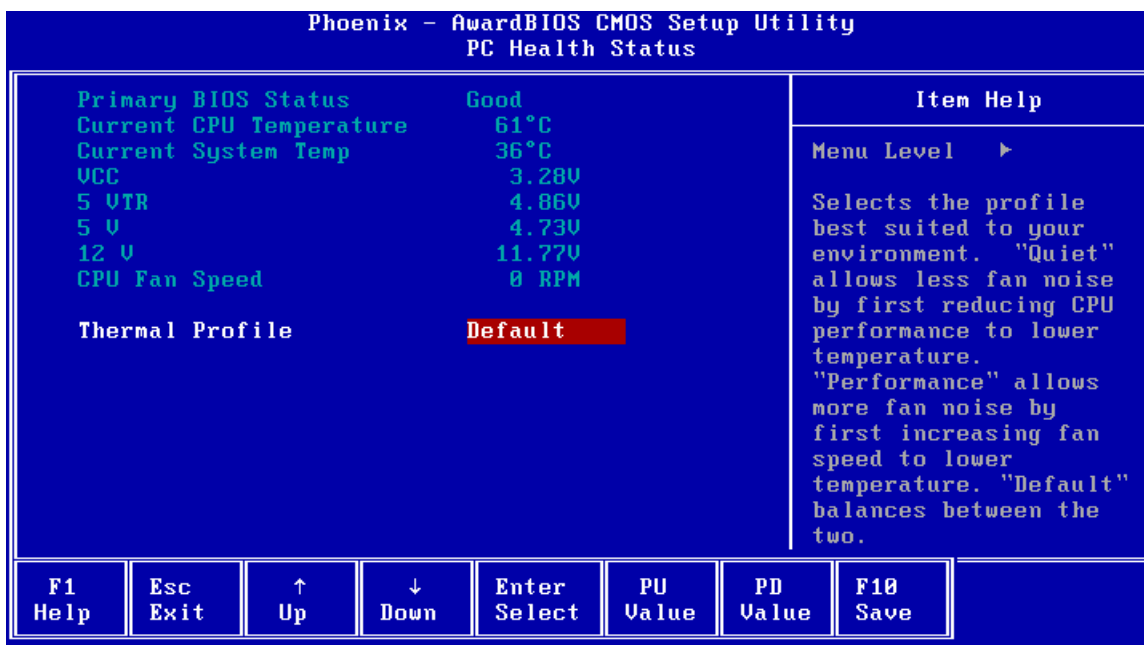 Phoenix - AwardBIOS CMOS Setup Utility
PC Health Status
Primary BIOS Status Good
Current CPU Temperature 61°C
Current System Temp 36°C
VCC 3.28V
5 VTR 4.86V
5 V 4.73V
12 V 11.77V
CPU Fan Speed 0 RPM
Thermal Profile Default
Item Help
Menu Level ▶
Selects the profile
best suited to your
environment. "Quiet"
allows less fan noise
by first reducing CPU
performance to lower
temperature.
"Performance" allows
more fan noise by
first increasing fan
speed to lower
temperature. "Default"
balances between the
two.
F1 Esc ↑ ↓ Enter PU PD F10
Help Exit Up Down Select Value Value Save